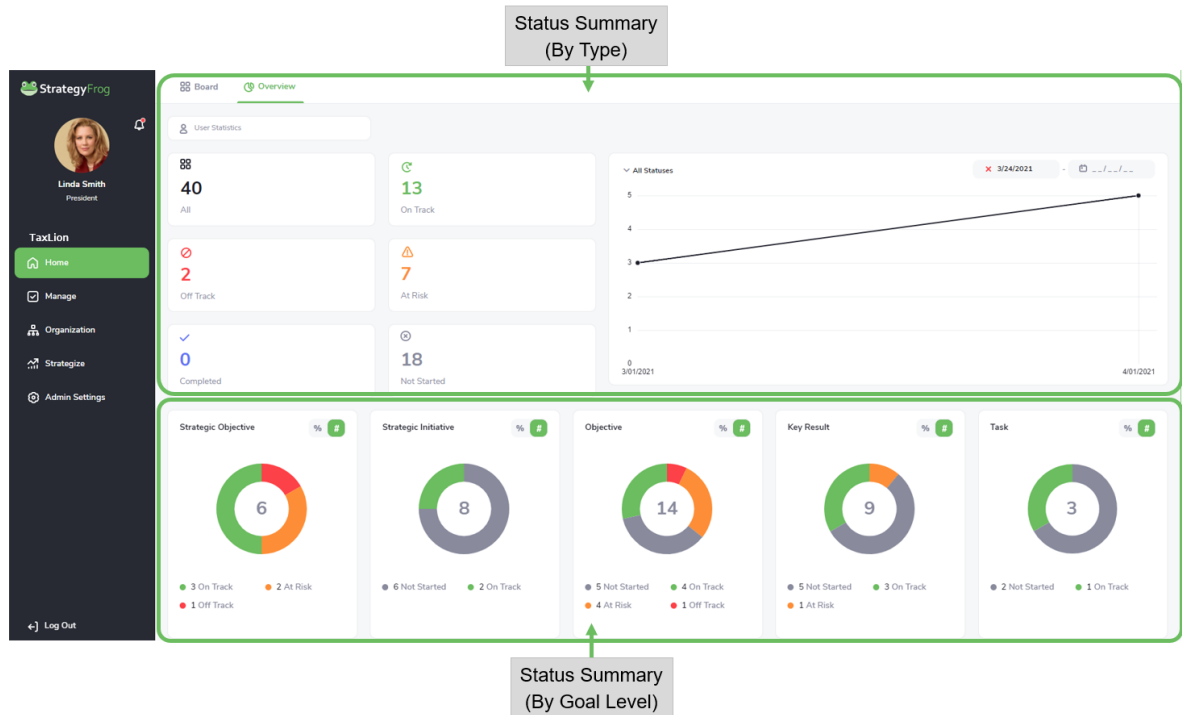 Status Summary
(By Type)
StrategyFrog
Linda Smith
President
TaxLion
Home
Manage
Organization
Strategize
Admin Settings
Log Out
Board Overview
User Statistics
40
All
13
On Track
2
Off Track
7
At Risk
0
Completed
18
Not Started
All Statuses
3/24/2021 - __/__/__
5
4
3
2
1
0
3/01/2021 4/01/2021
Strategic Objective % #
6
3 On Track 2 At Risk
1 Off Track
Strategic Initiative % #
8
6 Not Started 2 On Track
Objective % #
14
5 Not Started 4 On Track
4 At Risk 1 Off Track
Key Result % #
9
5 Not Started 3 On Track
1 At Risk
Task % #
3
2 Not Started 1 On Track
Status Summary
(By Goal Level)